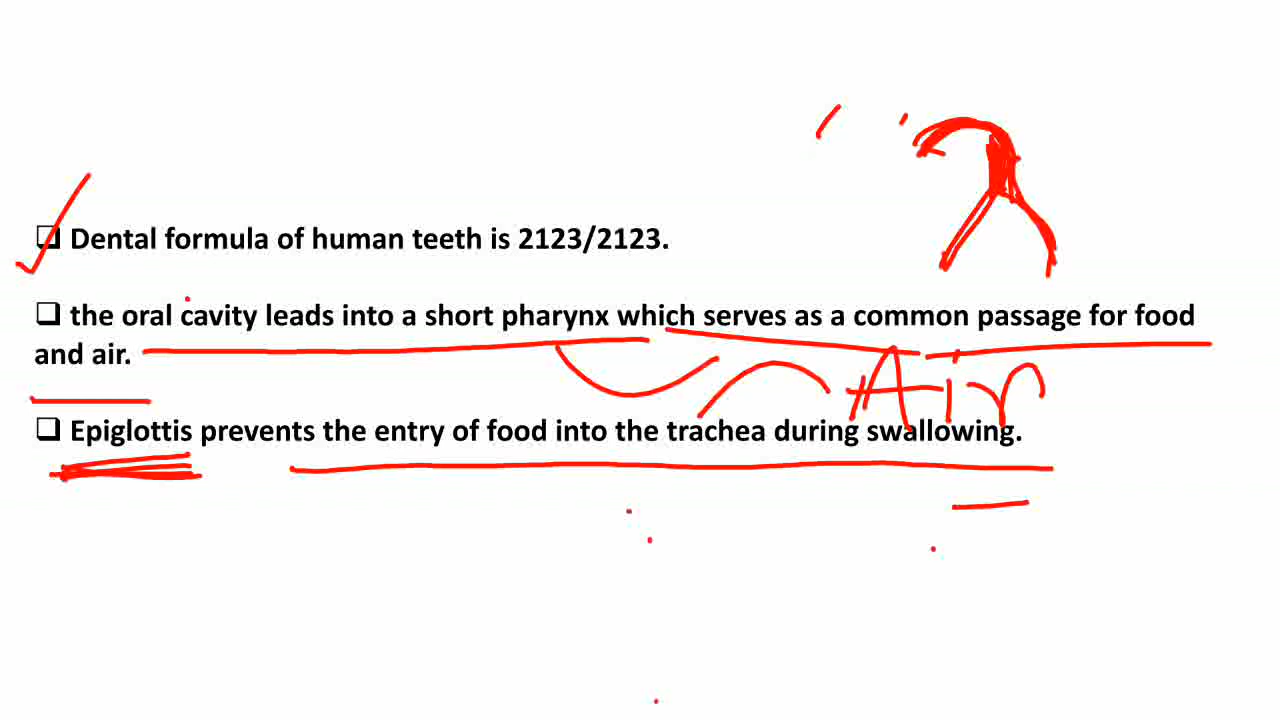 ❑ Dental formula of human teeth is 2123/2123.
❑ the oral cavity leads into a short pharynx which serves as a common passage for food
and air.
Air
❑ Epiglottis prevents the entry of food into the trachea during swallowing.